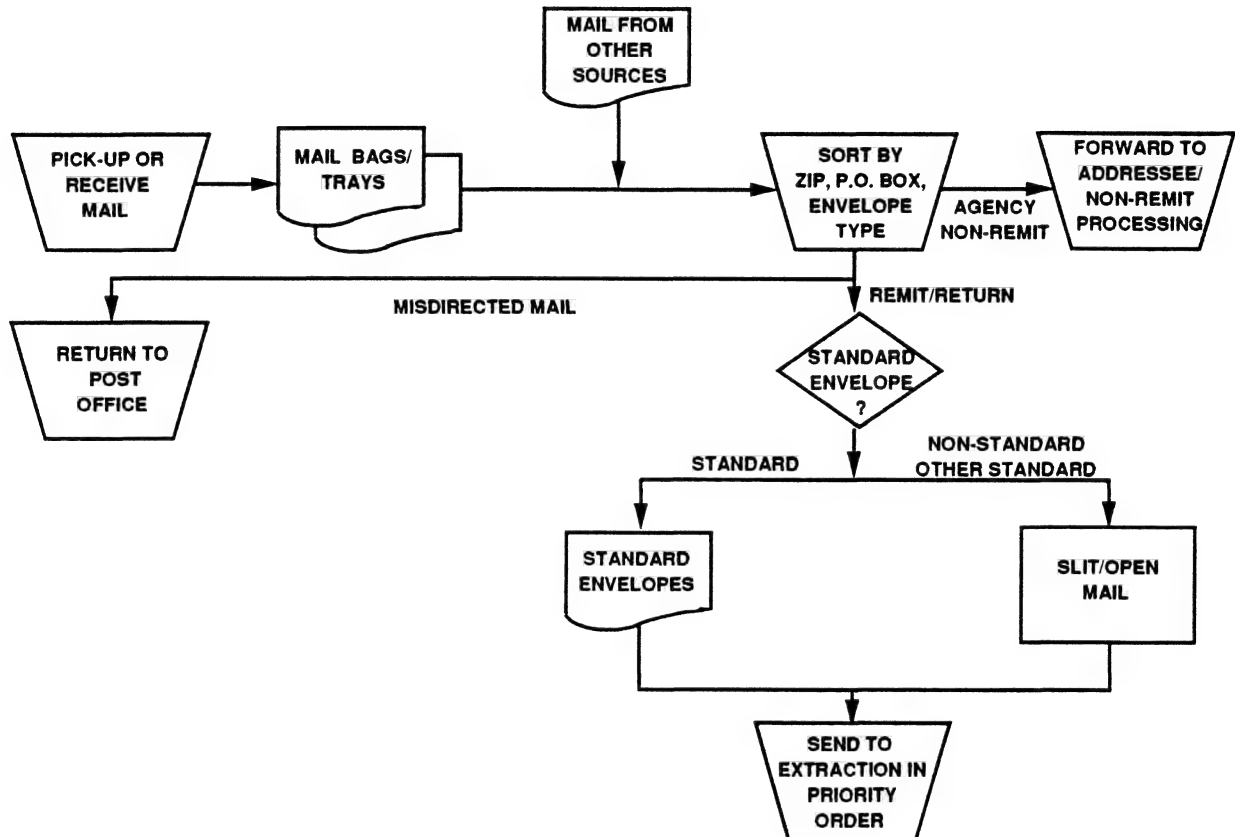 MAIL FROM
OTHER
SOURCES
PICK-UP OR
RECEIVE
MAIL
MAIL BAGS/
TRAYS
SORT BY
ZIP, P.O. BOX,
ENVELOPE
TYPE
AGENCY
NON-REMIT
FORWARD TO
ADDRESSEE/
NON-REMIT
PROCESSING
MISDIRECTED MAIL
REMIT/RETURN
RETURN TO
POST
OFFICE
STANDARD
ENVELOPE
?
STANDARD
NON-STANDARD
OTHER STANDARD
STANDARD
ENVELOPES
SLIT/OPEN
MAIL
SEND TO
EXTRACTION IN
PRIORITY
ORDER